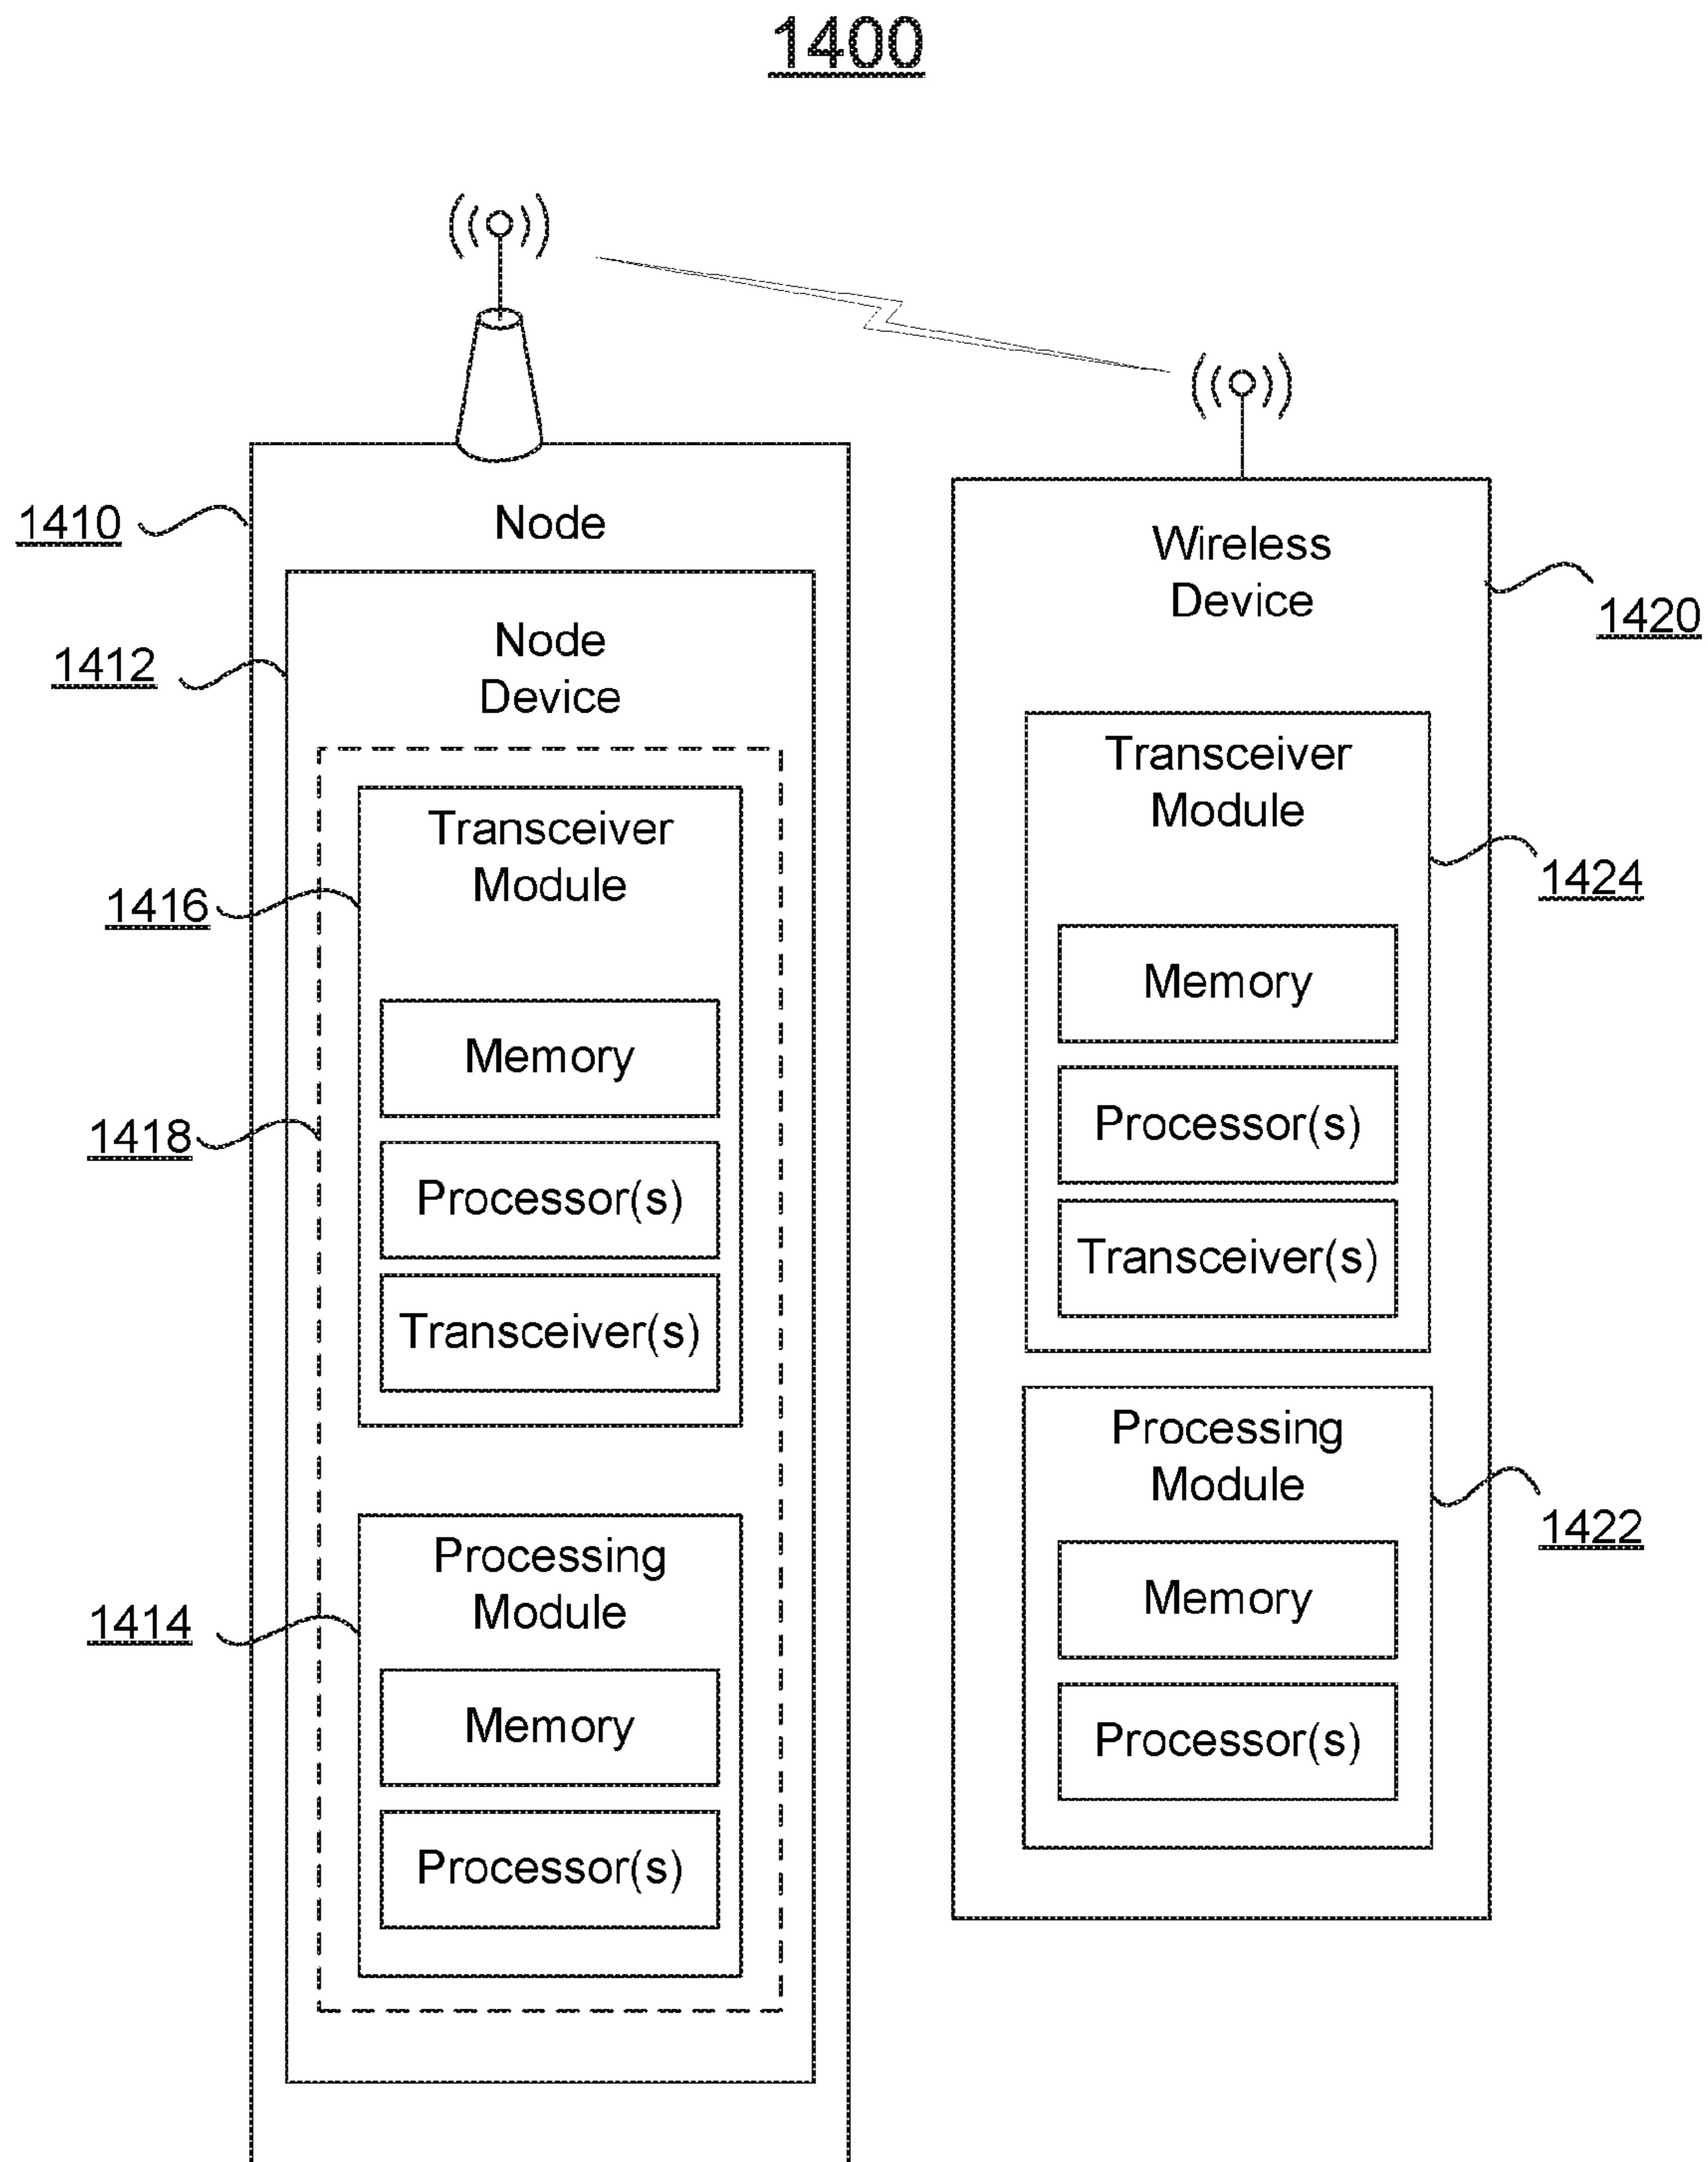 1400
1410
Node
1412
Node
Device
Transceiver
Module
1416
Memory
1418
Processor(s)
Transceiver(s)
Processing
Module
1414
Memory
Processor(s)
Wireless
Device
1420
Transceiver
Module
1424
Memory
Processor(s)
Transceiver(s)
Processing
Module
1422
Memory
Processor(s)